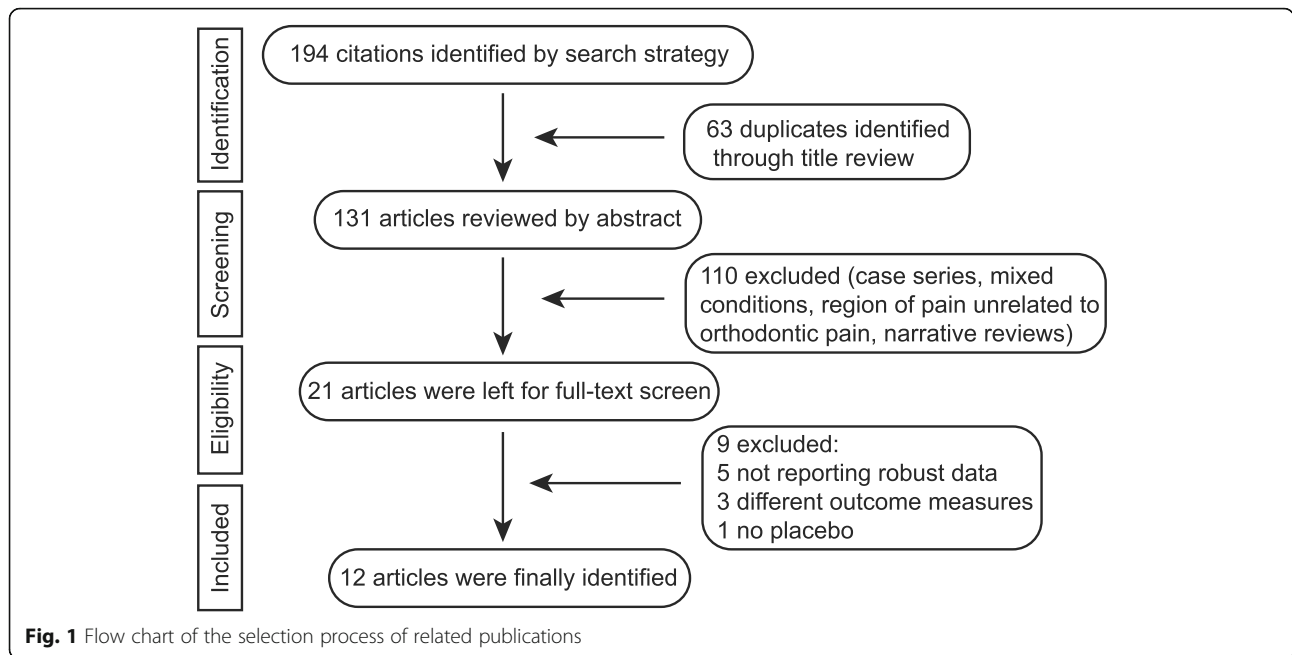 Identification
194 citations identified by search strategy
63 duplicates identified
through title review
Screening
131 articles reviewed by abstract
110 excluded (case series, mixed
conditions, region of pain unrelated to
orthodontic pain, narrative reviews)
Eligibility
21 articles were left for full-text screen
9 excluded:
5 not reporting robust data
3 different outcome measures
1 no placebo
Included
12 articles were finally identified
Fig. 1 Flow chart of the selection process of related publications